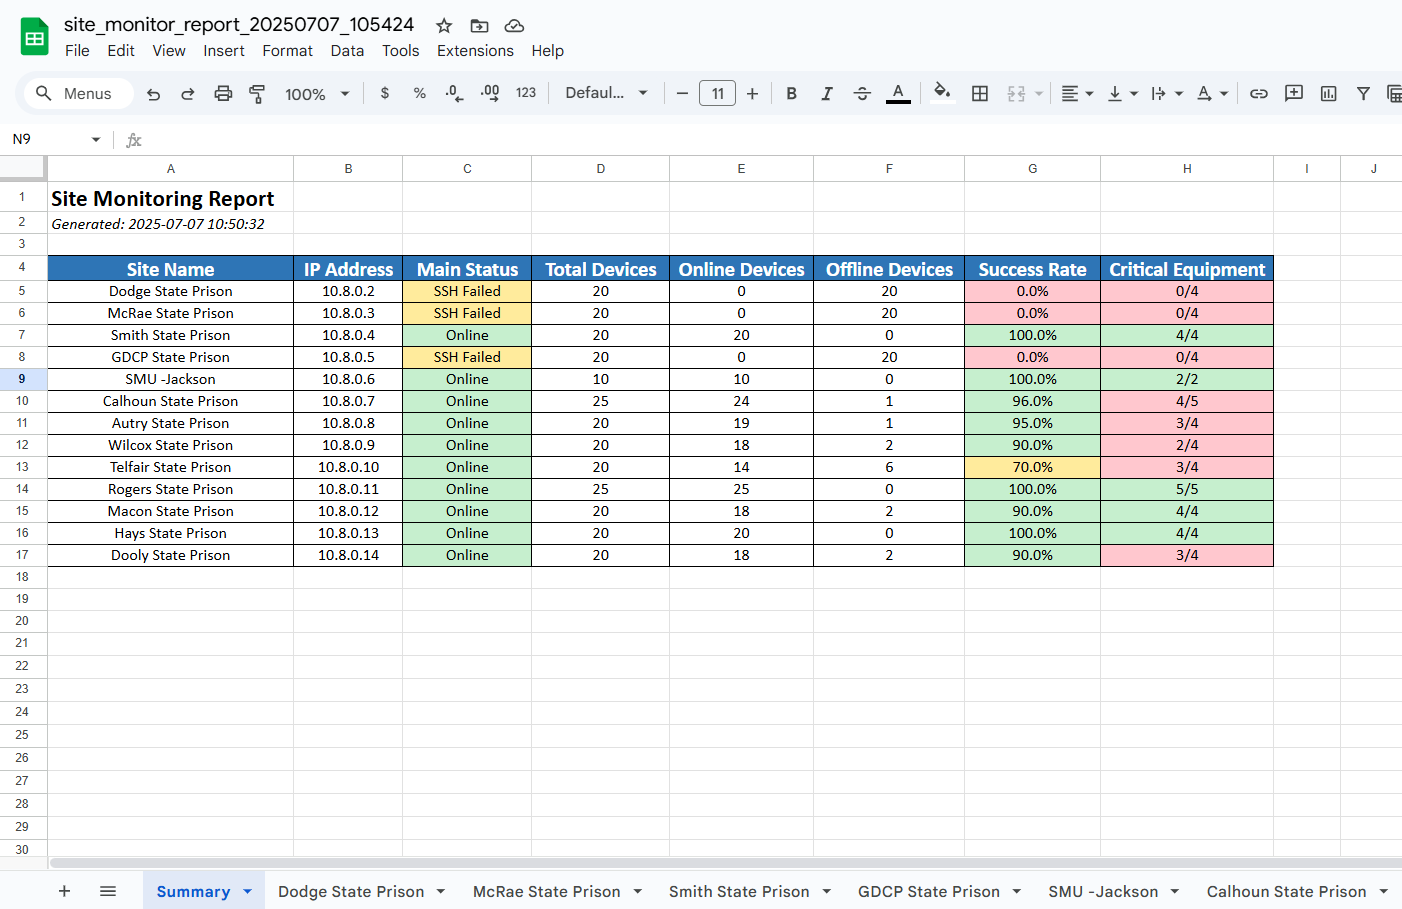 site_monitor_report_20250707_105424
File Edit View Insert Format Data Tools Extensions Help
Menus 100% $ % .0 .00 123 Defaul... 11 B I S A A
N9 fx
A B C D E F G H I J
1 Site Monitoring Report
2 Generated: 2025-07-07 10:50:32
3
4 Site Name IP Address Main Status Total Devices Online Devices Offline Devices Success Rate Critical Equipment
5 Dodge State Prison 10.8.0.2 SSH Failed 20 0 20 0.0% 0/4
6 McRae State Prison 10.8.0.3 SSH Failed 20 0 20 0.0% 0/4
7 Smith State Prison 10.8.0.4 Online 20 20 0 100.0% 4/4
8 GDCP State Prison 10.8.0.5 SSH Failed 20 0 20 0.0% 0/4
9 SMU -Jackson 10.8.0.6 Online 10 10 0 100.0% 2/2
10 Calhoun State Prison 10.8.0.7 Online 25 24 1 96.0% 4/5
11 Autry State Prison 10.8.0.8 Online 20 19 1 95.0% 3/4
12 Wilcox State Prison 10.8.0.9 Online 20 18 2 90.0% 2/4
13 Telfair State Prison 10.8.0.10 Online 20 14 6 70.0% 3/4
14 Rogers State Prison 10.8.0.11 Online 25 25 0 100.0% 5/5
15 Macon State Prison 10.8.0.12 Online 20 18 2 90.0% 4/4
16 Hays State Prison 10.8.0.13 Online 20 20 0 100.0% 4/4
17 Dooly State Prison 10.8.0.14 Online 20 18 2 90.0% 3/4
18
19
20
21
22
23
24
25
26
27
28
29
30
Summary Dodge State Prison McRae State Prison Smith State Prison GDCP State Prison SMU -Jackson Calhoun State Prison